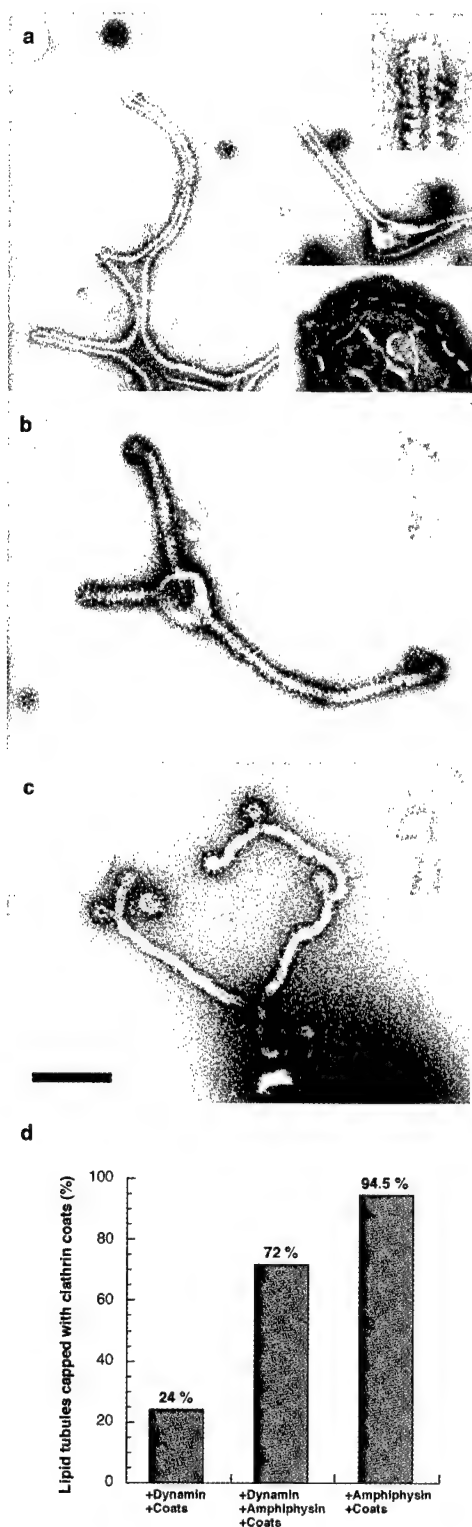 a
b
c
d
Lipid tubules capped with clathrin coats (%)
100
80
60
40
20
0
24 %
72 %
94.5 %
+Dynamin
+Coats
+Dynamin
+Amphiphysin
+Coats
+Amphiphysin
+Coats